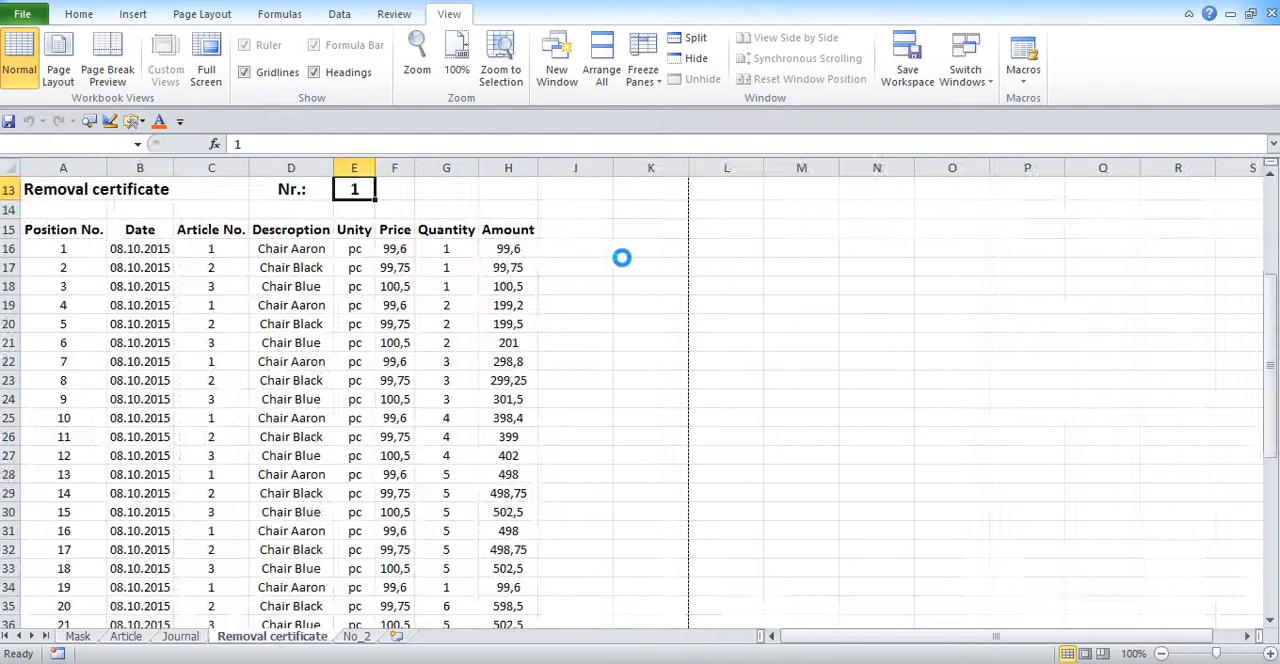 File Home Insert Page Layout Formulas Data Review View
Normal Page Layout Page Break Preview Custom Views Full Screen Ruler Formula Bar Gridlines Headings Zoom 100% Zoom to Selection New Window Arrange All Freeze Panes Split Hide Unhide View Side by Side Synchronous Scrolling Reset Window Position Save Workspace Switch Windows Macros
Workbook Views Show Zoom Window Macros
1
A B C D E F G H I J K L M N O P Q R S
13 Removal certificate Nr.: 1
14
15 Position No. Date Article No. Descroption Unity Price Quantity Amount
16 1 08.10.2015 1 Chair Aaron pc 99,6 1 99,6
17 2 08.10.2015 2 Chair Black pc 99,75 1 99,75
18 3 08.10.2015 3 Chair Blue pc 100,5 1 100,5
19 4 08.10.2015 1 Chair Aaron pc 99,6 2 199,2
20 5 08.10.2015 2 Chair Black pc 99,75 2 199,5
21 6 08.10.2015 3 Chair Blue pc 100,5 2 201
22 7 08.10.2015 1 Chair Aaron pc 99,6 3 298,8
23 8 08.10.2015 2 Chair Black pc 99,75 3 299,25
24 9 08.10.2015 3 Chair Blue pc 100,5 3 301,5
25 10 08.10.2015 1 Chair Aaron pc 99,6 4 398,4
26 11 08.10.2015 2 Chair Black pc 99,75 4 399
27 12 08.10.2015 3 Chair Blue pc 100,5 4 402
28 13 08.10.2015 1 Chair Aaron pc 99,6 5 498
29 14 08.10.2015 2 Chair Black pc 99,75 5 498,75
30 15 08.10.2015 3 Chair Blue pc 100,5 5 502,5
31 16 08.10.2015 1 Chair Aaron pc 99,6 5 498
32 17 08.10.2015 2 Chair Black pc 99,75 5 498,75
33 18 08.10.2015 3 Chair Blue pc 100,5 5 502,5
34 19 08.10.2015 1 Chair Aaron pc 99,6 1 99,6
35 20 08.10.2015 2 Chair Black pc 99,75 6 598,5
36 21 08.10.2015 3 Chair Blue pc 100,5 5 502,5
Mask Article Journal Removal certificate No_2
Ready 100%